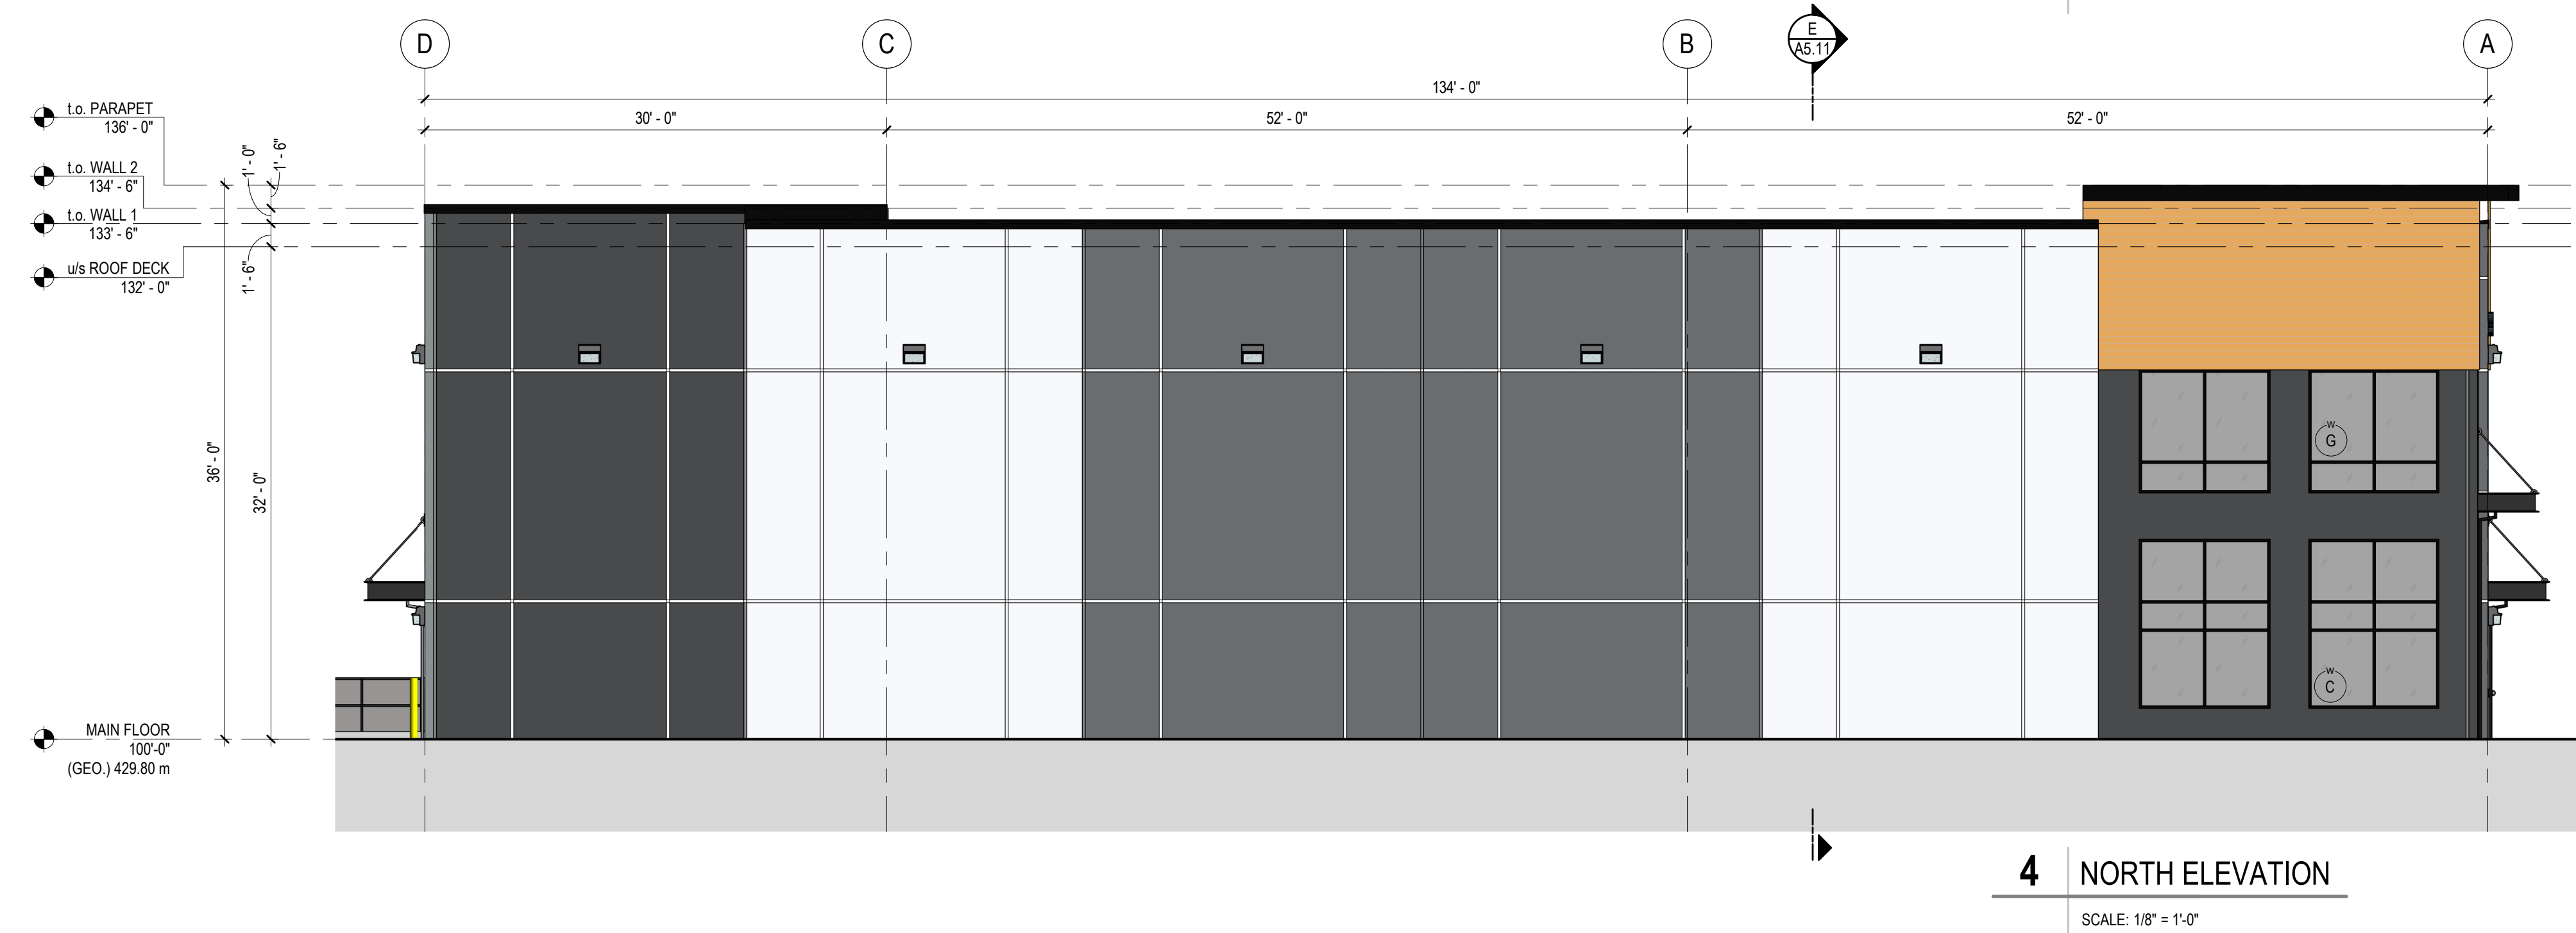 D
C
B
E
A5.11
A
134' - 0"
30' - 0"
52' - 0"
52' - 0"
t.o. PARAPET
136' - 0"
t.o. WALL 2
134' - 6"
t.o. WALL 1
133' - 6"
u/s ROOF DECK
132' - 0"
1' - 0"
1' - 6"
1' - 6"
36' - 0"
32' - 0"
W
G
W
C
MAIN FLOOR
100'-0"
(GEO.) 429.80 m
4 NORTH ELEVATION
SCALE: 1/8" = 1'-0"